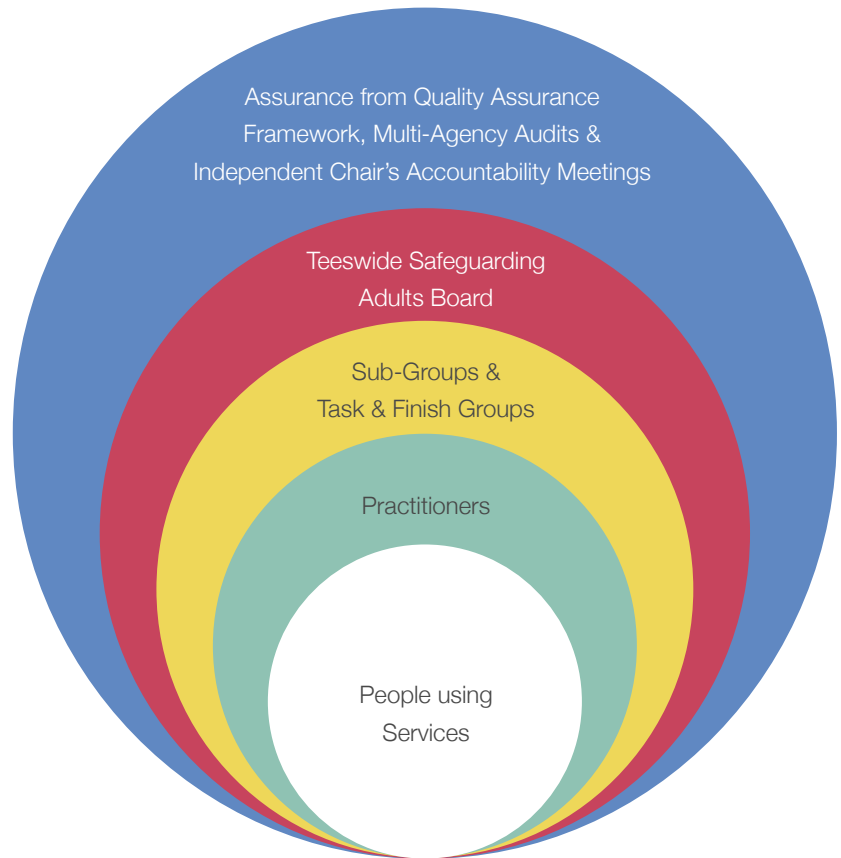 Assurance from Quality Assurance
Framework, Multi-Agency Audits &
Independent Chair's Accountability Meetings
Teeswide Safeguarding
Adults Board
Sub-Groups &
Task & Finish Groups
Practitioners
People using
Services